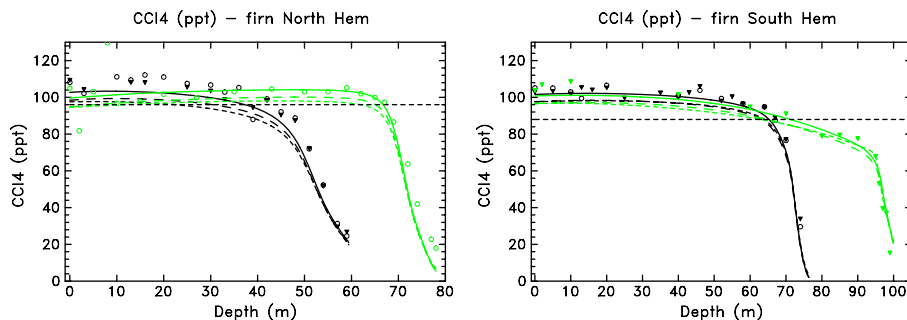 CCl4 (ppt) – firn North Hem
120
100
80
60
40
20
0
CCl4 (ppt)
0 10 20 30 40 50 60 70 80
Depth (m)
CCl4 (ppt) – firn South Hem
120
100
80
60
40
20
0
CCl4 (ppt)
0 10 20 30 40 50 60 70 80 90 100
Depth (m)